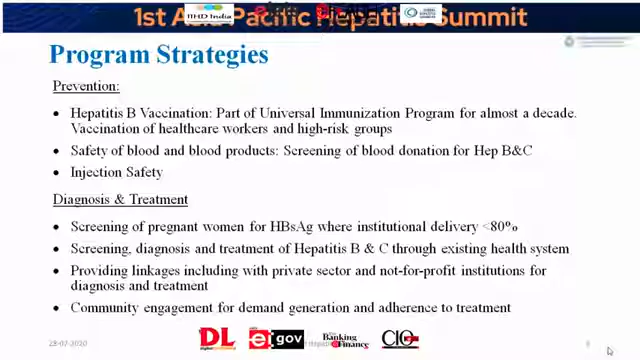 1st Asia Pacific Hepatitis Summit
IIHD India
Program Strategies
Prevention:
• Hepatitis B Vaccination: Part of Universal Immunization Program for almost a decade.
Vaccination of healthcare workers and high-risk groups
• Safety of blood and blood products: Screening of blood donation for Hep B&C
• Injection Safety
Diagnosis & Treatment
• Screening of pregnant women for HBsAg where institutional delivery <80%
• Screening, diagnosis and treatment of Hepatitis B & C through existing health system
• Providing linkages including with private sector and not-for-profit institutions for
diagnosis and treatment
• Community engagement for demand generation and adherence to treatment
28-07-2020
DL
e gov
Banking
Finance
CIO